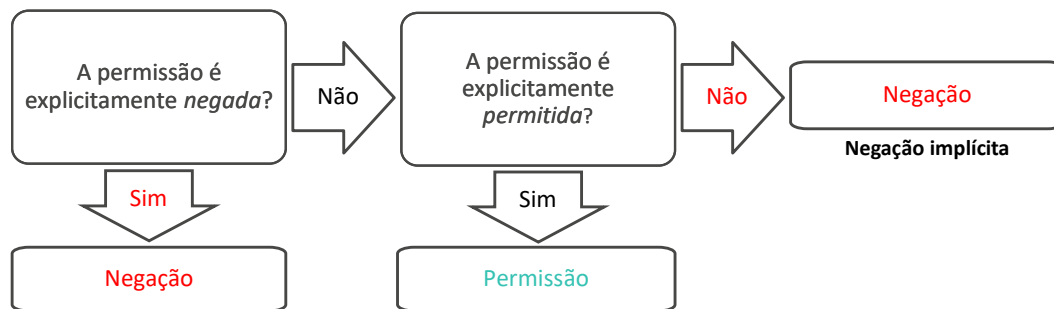 A permissão é
explicitamente negada?
Não
A permissão é
explicitamente
permitida?
Não
Negação
Negação implícita
Sim
Sim
Negação
Permissão